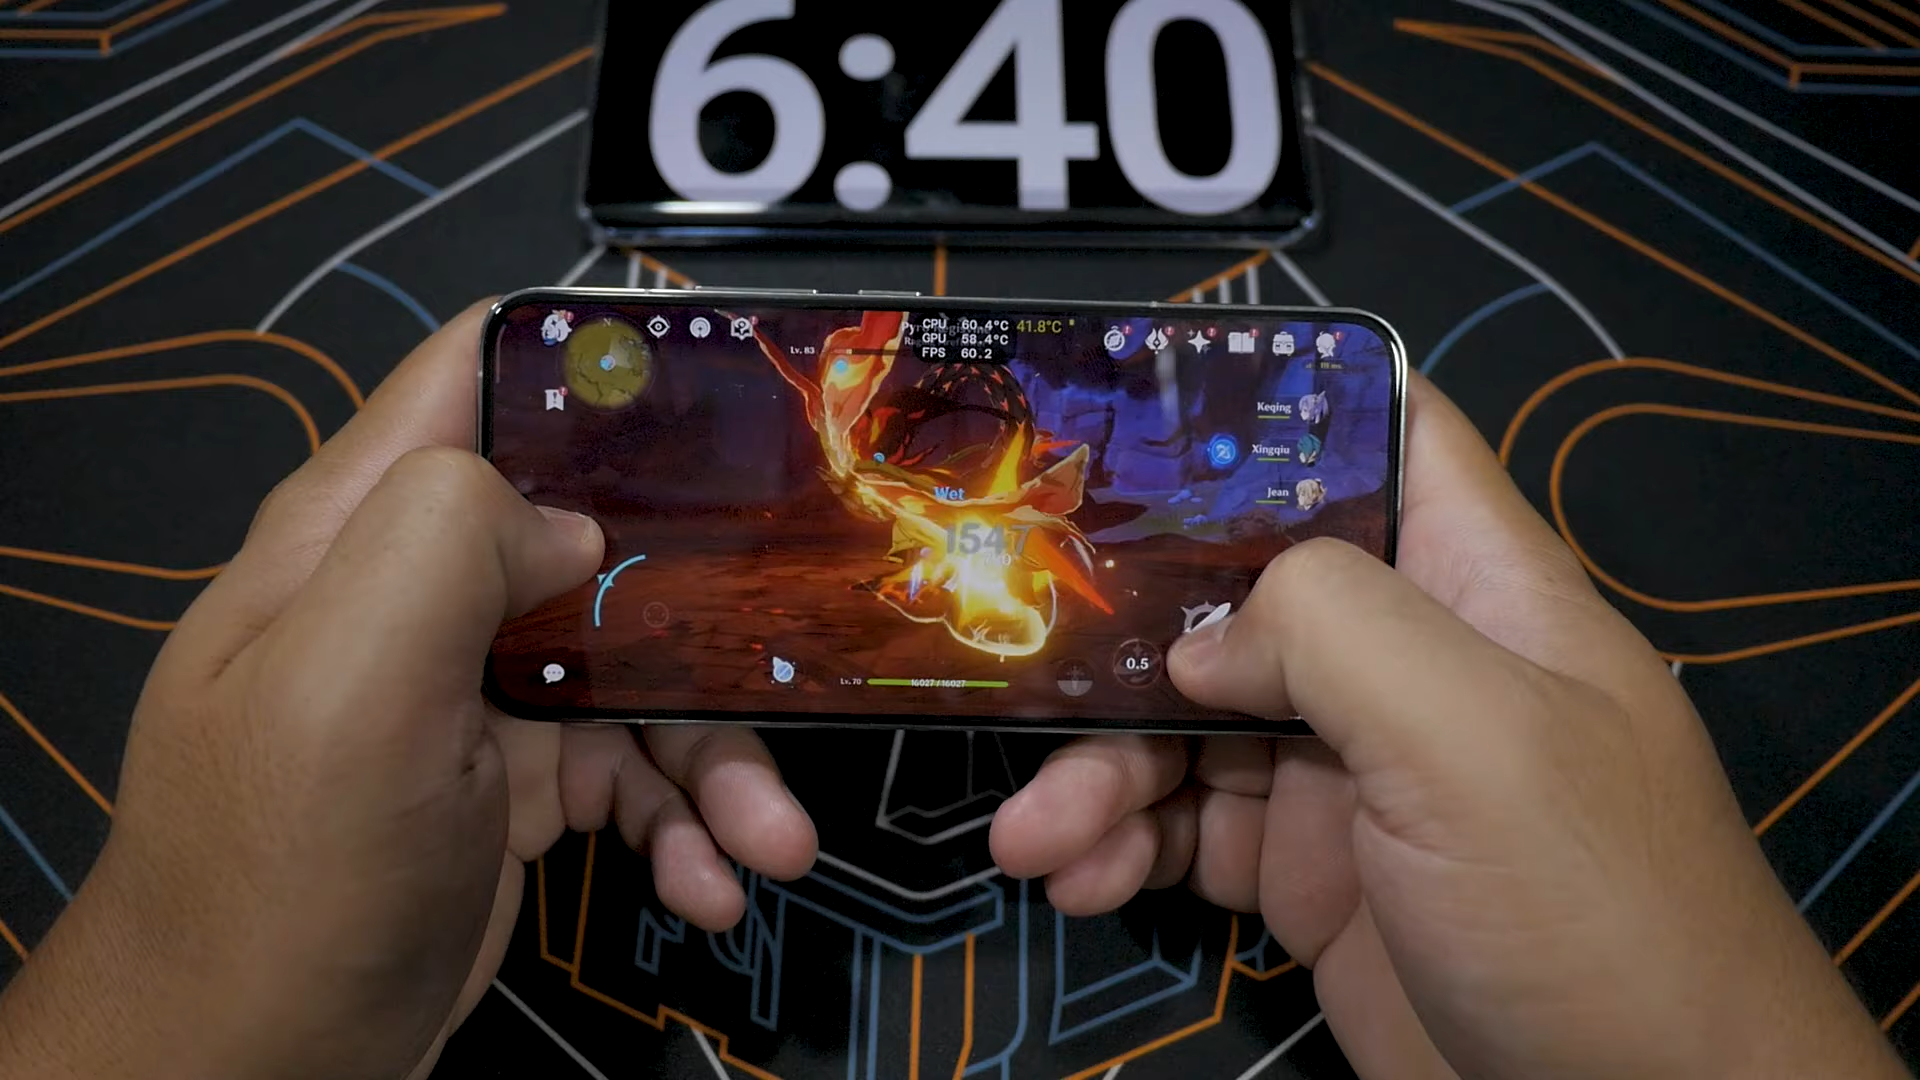 6:40
N
CPU 60.4°C 41.8°C
GPU 58.4°C
FPS 60.2
Lv. 83
Keqing
Xingqiu
Jean
Wet
1547
0.5
Lv. 70 16027 / 16027